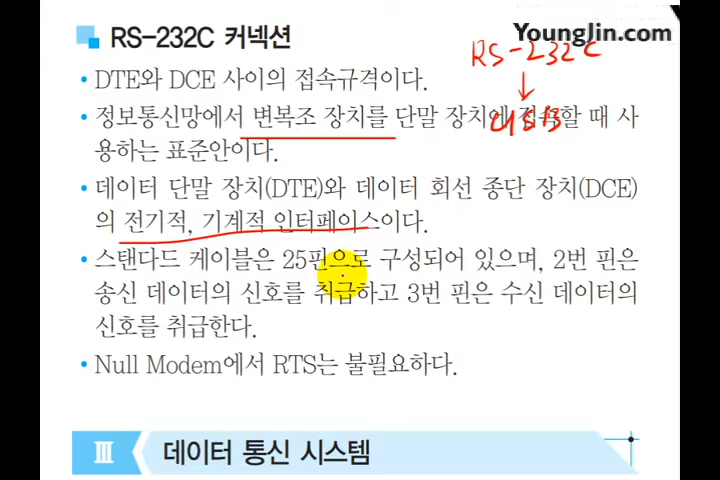 YoungJin.com
RS-232C 커넥션
RS-232C
• DTE와 DCE 사이의 접속규격이다.
• 정보통신망에서 변복조 장치를 단말 장치에 접속할 때 사
USB
용하는 표준안이다.
• 데이터 단말 장치(DTE)와 데이터 회선 종단 장치(DCE)
의 전기적, 기계적 인터페이스이다.
• 스탠다드 케이블은 25핀으로 구성되어 있으며, 2번 핀은
송신 데이터의 신호를 취급하고 3번 핀은 수신 데이터의
신호를 취급한다.
• Null Modem에서 RTS는 불필요하다.
Ⅲ 데이터 통신 시스템